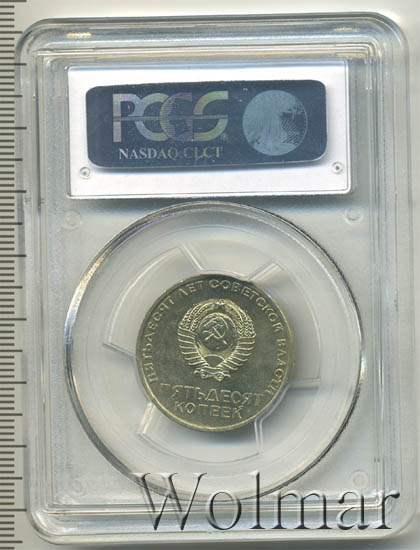 PCGS
NASDAQ:CLCT
ПЯТЬДЕСЯТ ЛЕТ СОВЕТСКОЙ ВЛАСТИ
ПЯТЬДЕСЯТ
КОПЕЕК
Wolmar